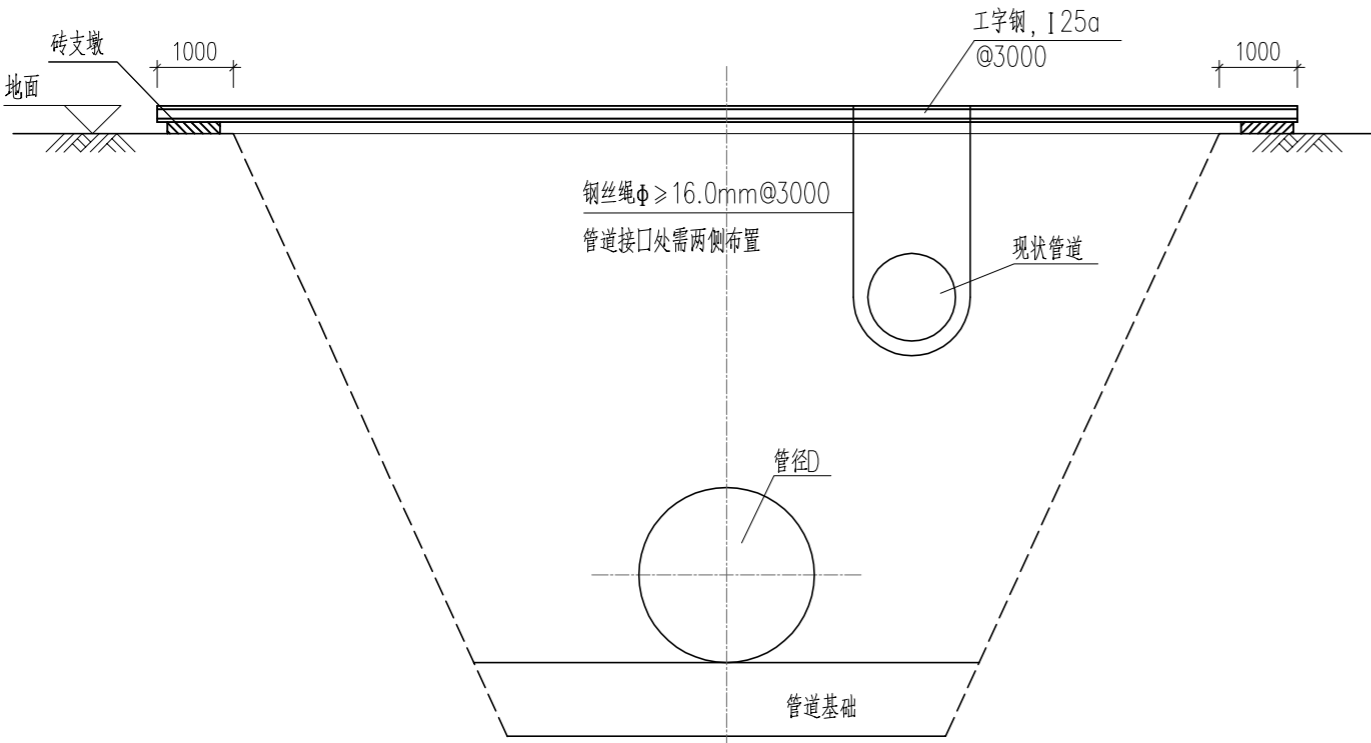 工字钢, I25a
@3000
砖支墩
1000
1000
地面
钢丝绳ϕ≥16.0mm@3000
管道接口处需两侧布置
现状管道
管径D
管道基础